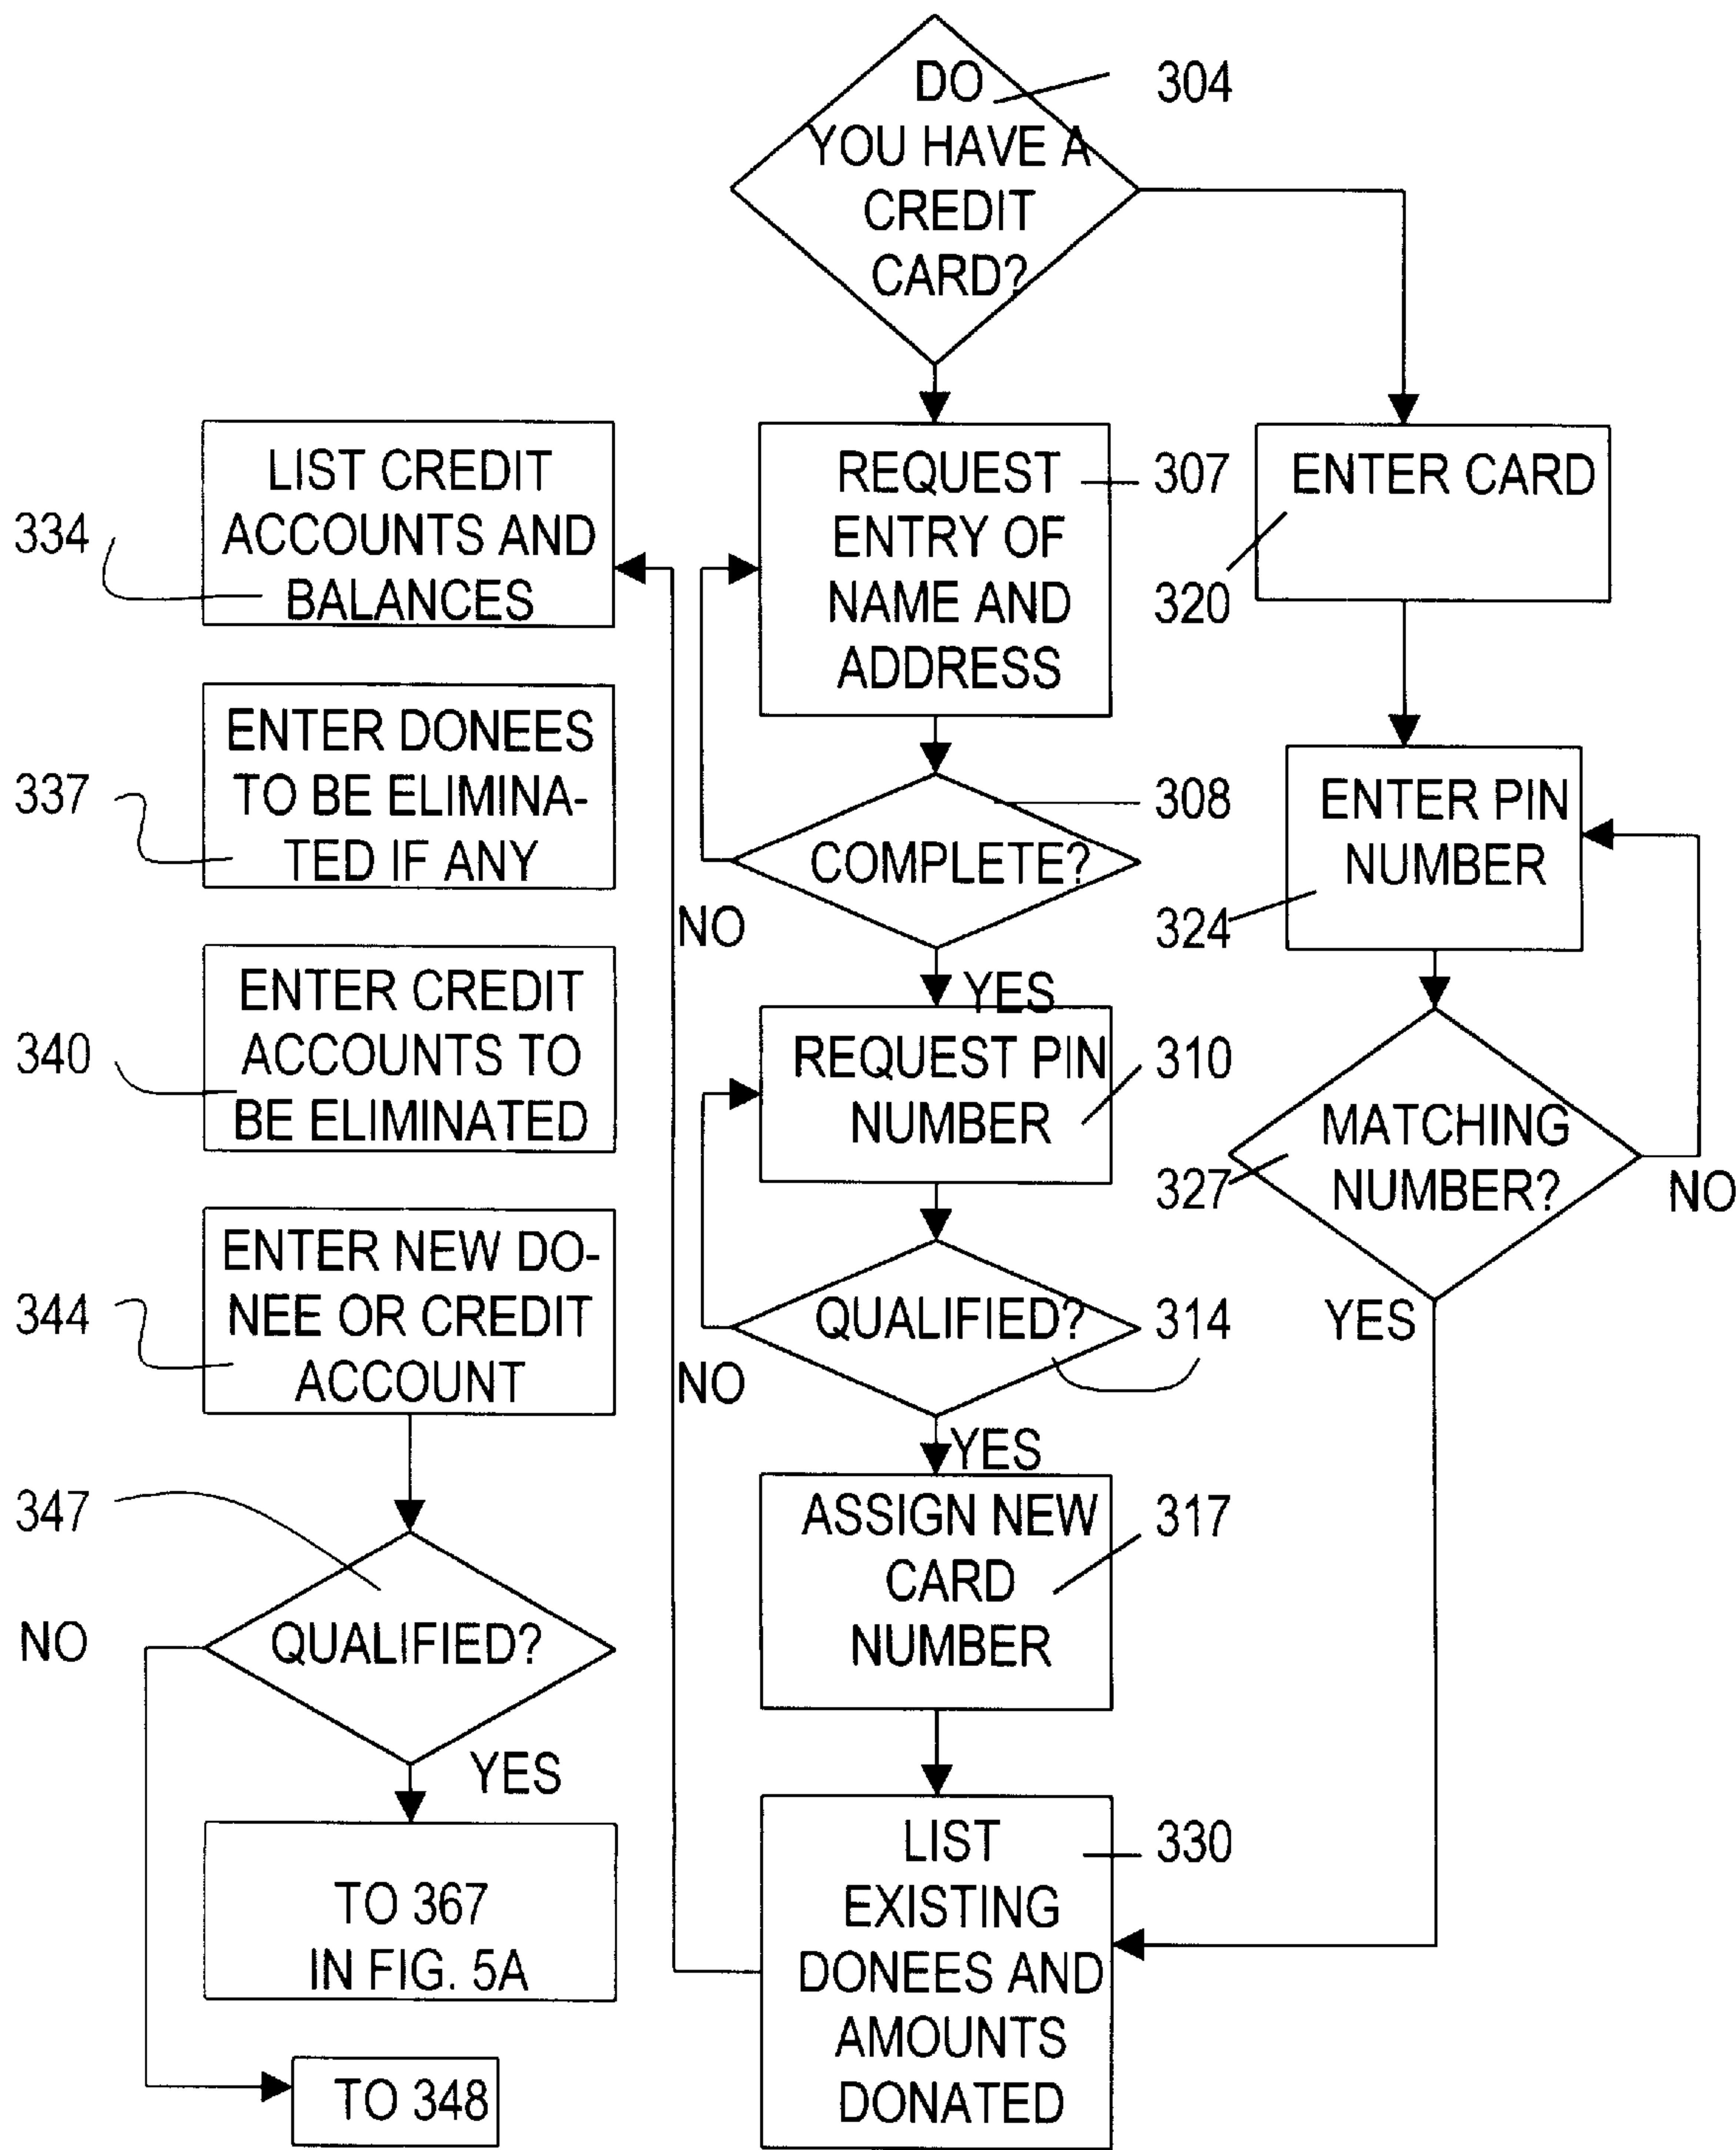 DO
YOU HAVE A
CREDIT
CARD?
304
LIST CREDIT
ACCOUNTS AND
BALANCES
334
REQUEST
ENTRY OF
NAME AND
ADDRESS
307
ENTER CARD
320
ENTER DONEES
TO BE ELIMINA-
TED IF ANY
337
COMPLETE?
308
NO
YES
ENTER PIN
NUMBER
324
ENTER CREDIT
ACCOUNTS TO
BE ELIMINATED
340
REQUEST PIN
NUMBER
310
MATCHING
NUMBER?
327
NO
YES
ENTER NEW DO-
NEE OR CREDIT
ACCOUNT
344
QUALIFIED?
314
NO
YES
347
QUALIFIED?
NO
YES
ASSIGN NEW
CARD
NUMBER
317
TO 367
IN FIG. 5A
TO 348
LIST
EXISTING
DONEES AND
AMOUNTS
DONATED
330